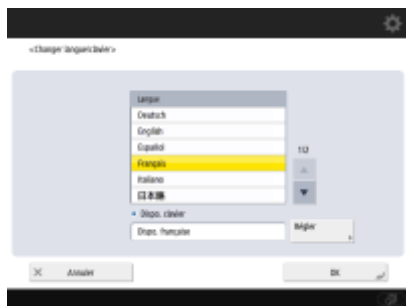 <Changer langue/clavier>
Langue
Deutsch
English
Español
Français
1/2
Italiano
日本語
Dispo. clavier
Dispo. française
Régler
Annuler
OK